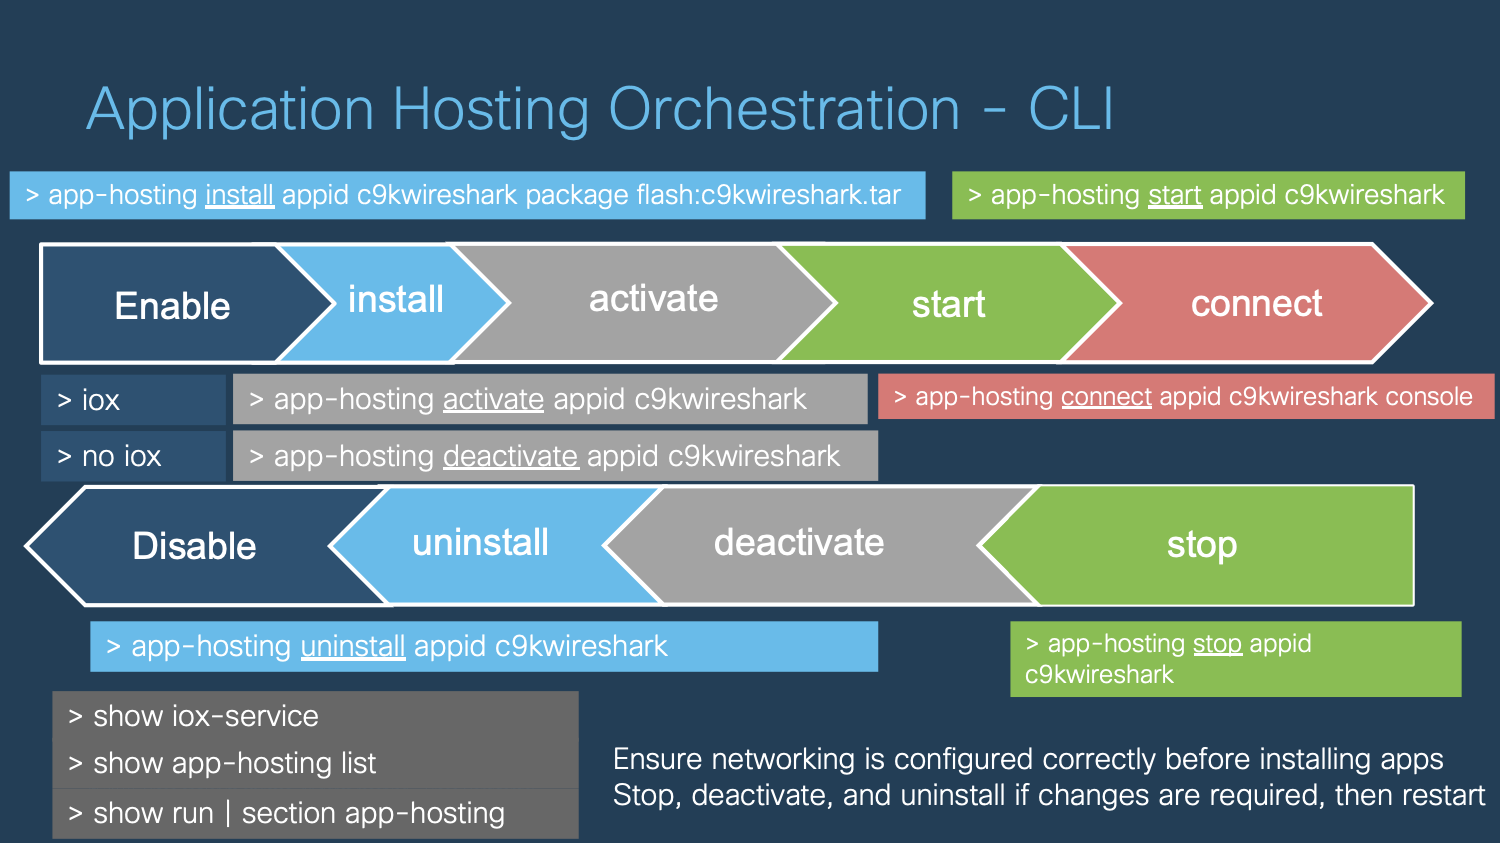 Application Hosting Orchestration - CLI
> app-hosting install appid c9kwireshark package flash:c9kwireshark.tar
> app-hosting start appid c9kwireshark
Enable
install
activate
start
connect
> iox
> app-hosting activate appid c9kwireshark
> app-hosting connect appid c9kwireshark console
> no iox
> app-hosting deactivate appid c9kwireshark
Disable
uninstall
deactivate
stop
> app-hosting uninstall appid c9kwireshark
> app-hosting stop appid
c9kwireshark
> show iox-service
> show app-hosting list
> show run | section app-hosting
Ensure networking is configured correctly before installing apps
Stop, deactivate, and uninstall if changes are required, then restart